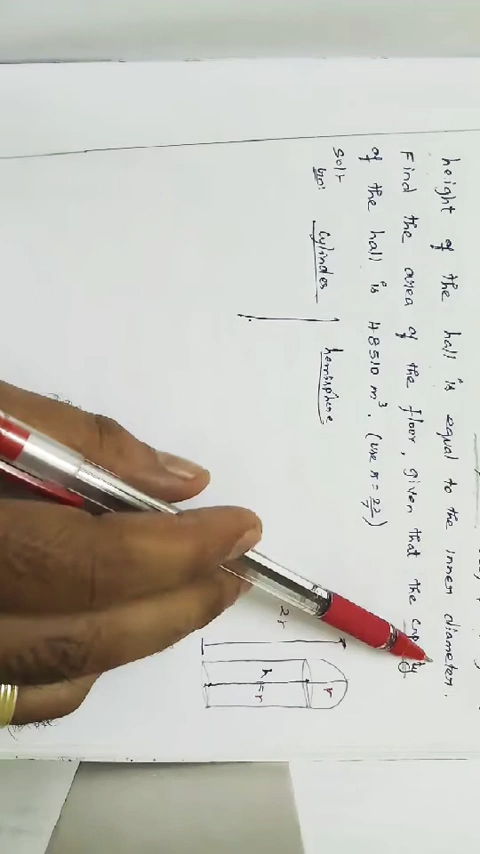 height of the hall is equal to the inner diameter.
Find the area of the floor, given that the
of the hall is 48510 m³. (use π = 22/7)
Sol:
Cylinder
hemisphere
2r
r
h = r